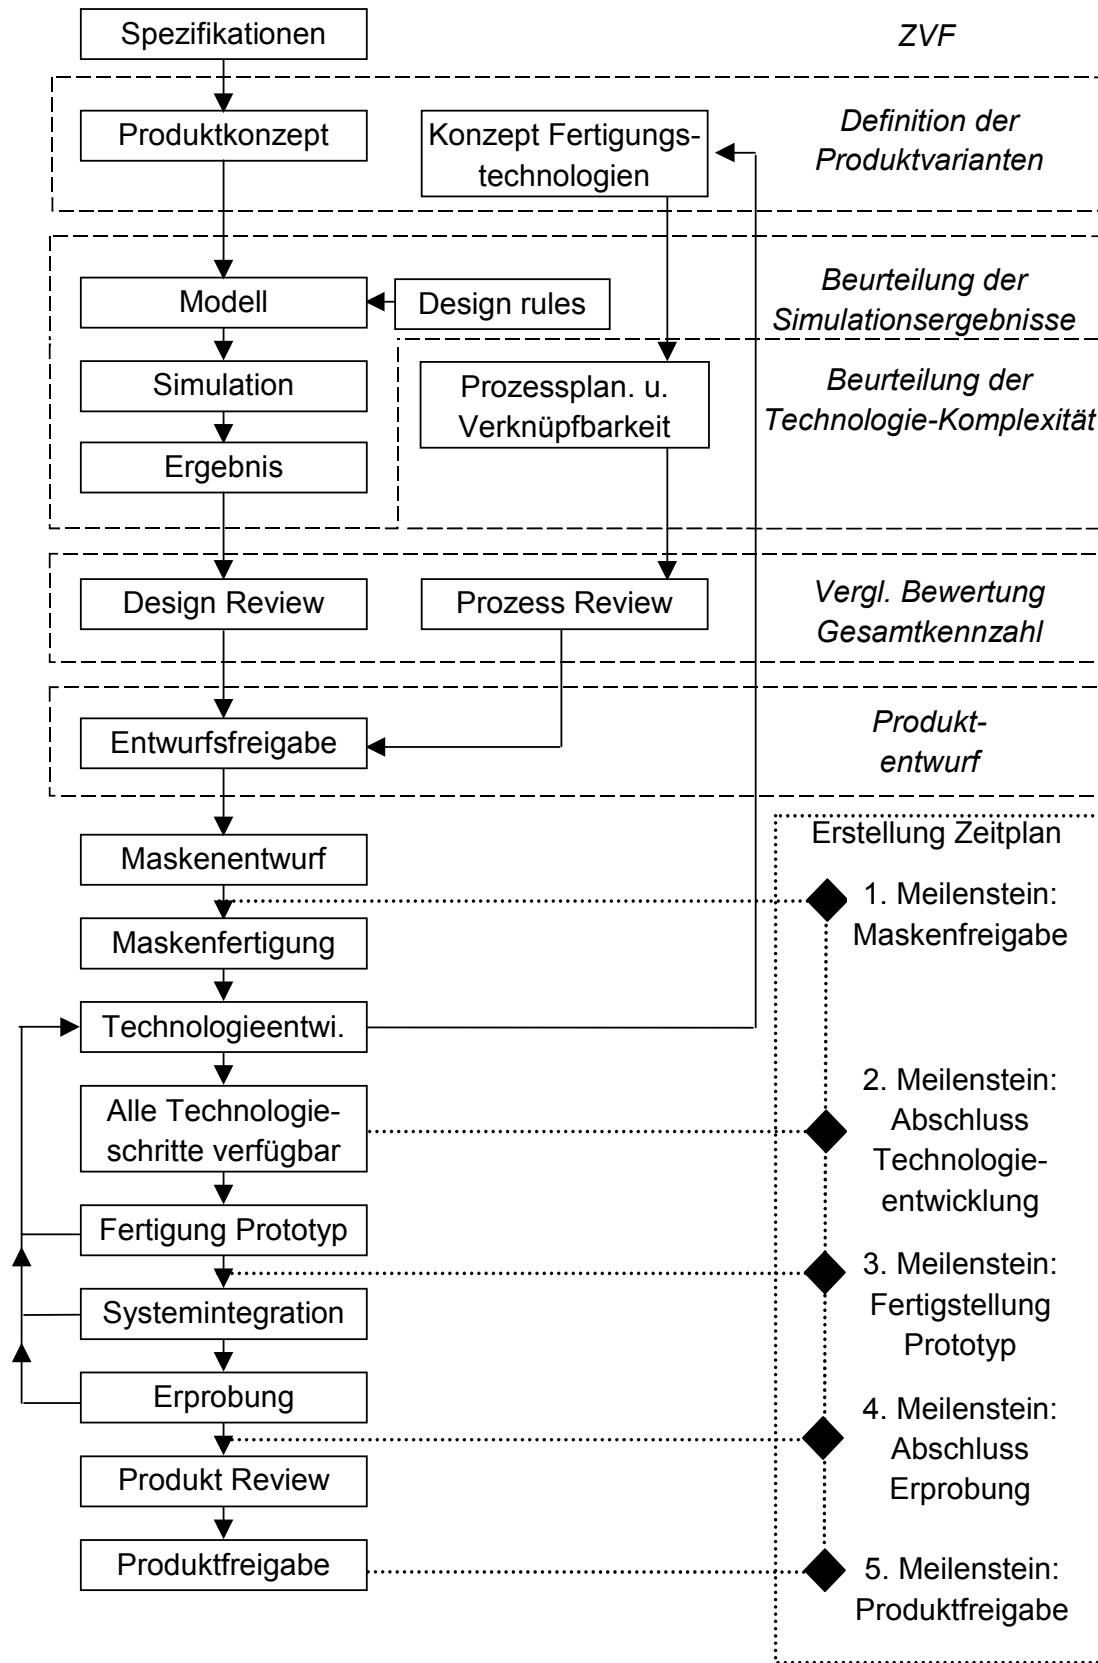 Spezifikationen
ZVF
Produktkonzept
Konzept Fertigungs-
technologien
Definition der
Produktvarianten
Modell
Design rules
Beurteilung der
Simulationsergebnisse
Simulation
Prozessplan. u.
Verknüpfbarkeit
Beurteilung der
Technologie-Komplexität
Ergebnis
Design Review
Prozess Review
Vergl. Bewertung
Gesamtkennzahl
Entwurfsfreigabe
Produkt-
entwurf
Maskenentwurf
Erstellung Zeitplan
1. Meilenstein:
Maskenfreigabe
Maskenfertigung
Technologieentwi.
Alle Technologie-
schritte verfügbar
2. Meilenstein:
Abschluss
Technologie-
entwicklung
Fertigung Prototyp
3. Meilenstein:
Fertigstellung
Prototyp
Systemintegration
Erprobung
4. Meilenstein:
Abschluss
Erprobung
Produkt Review
Produktfreigabe
5. Meilenstein:
Produktfreigabe